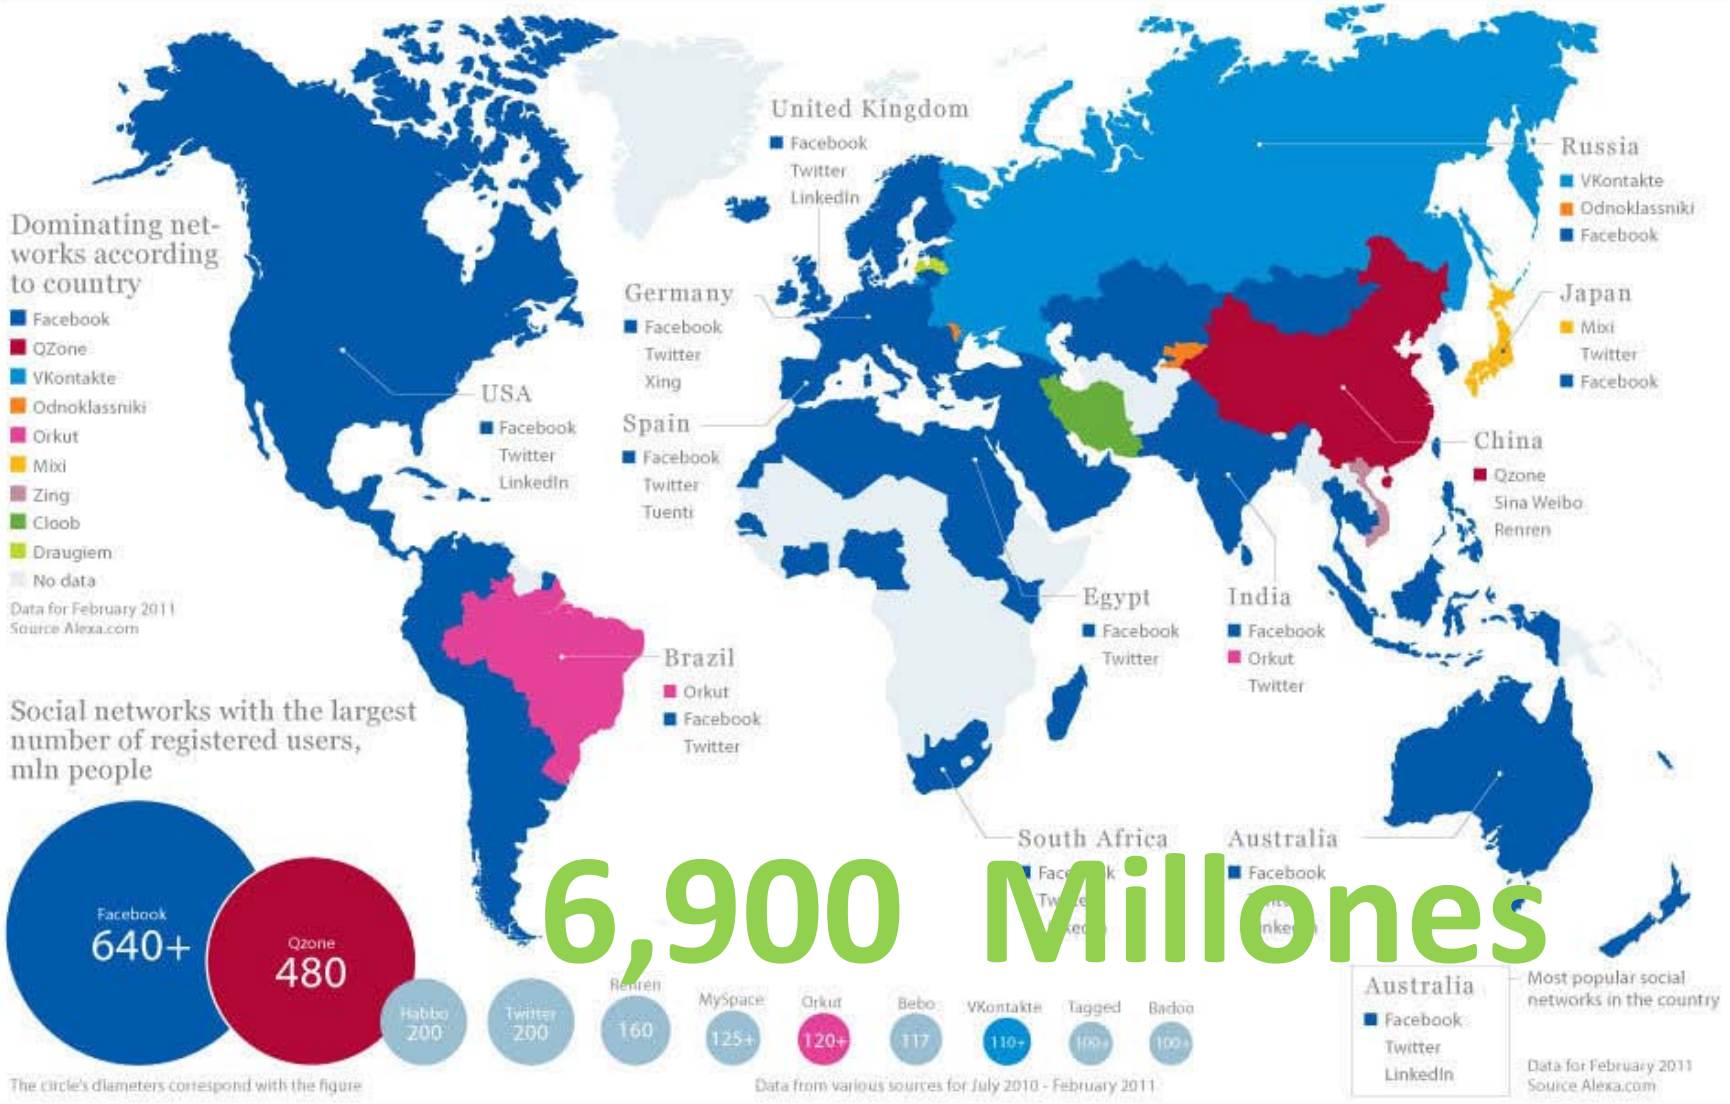 Dominating net-
works according
to country
Facebook
QZone
VKontakte
Odnoklassniki
Orkut
Mixi
Zing
Cloob
Draugiem
No data
Data for February 2011
Source Alexa.com
United Kingdom
Facebook
Twitter
LinkedIn
Germany
Facebook
Twitter
Xing
Spain
Facebook
Twitter
Tuenti
USA
Facebook
Twitter
LinkedIn
Brazil
Orkut
Facebook
Twitter
Russia
VKontakte
Odnoklassniki
Facebook
Japan
Mixi
Twitter
Facebook
China
Qzone
Sina Weibo
Renren
Egypt
Facebook
Twitter
India
Facebook
Orkut
Twitter
South Africa
Facebook
Australia
Facebook
6,900 Millones
Social networks with the largest
number of registered users,
mln people
Facebook
640+
Qzone
480
Habbo
200
Twitter
200
Renren
160
MySpace
125+
Orkut
120+
Bebo
117
VKontakte
110+
Tagged
100+
Badoo
100+
The circle's diameters correspond with the figure
Data from various sources for July 2010 - February 2011
Australia
Facebook
Twitter
LinkedIn
Most popular social
networks in the country
Data for February 2011
Source Alexa.com